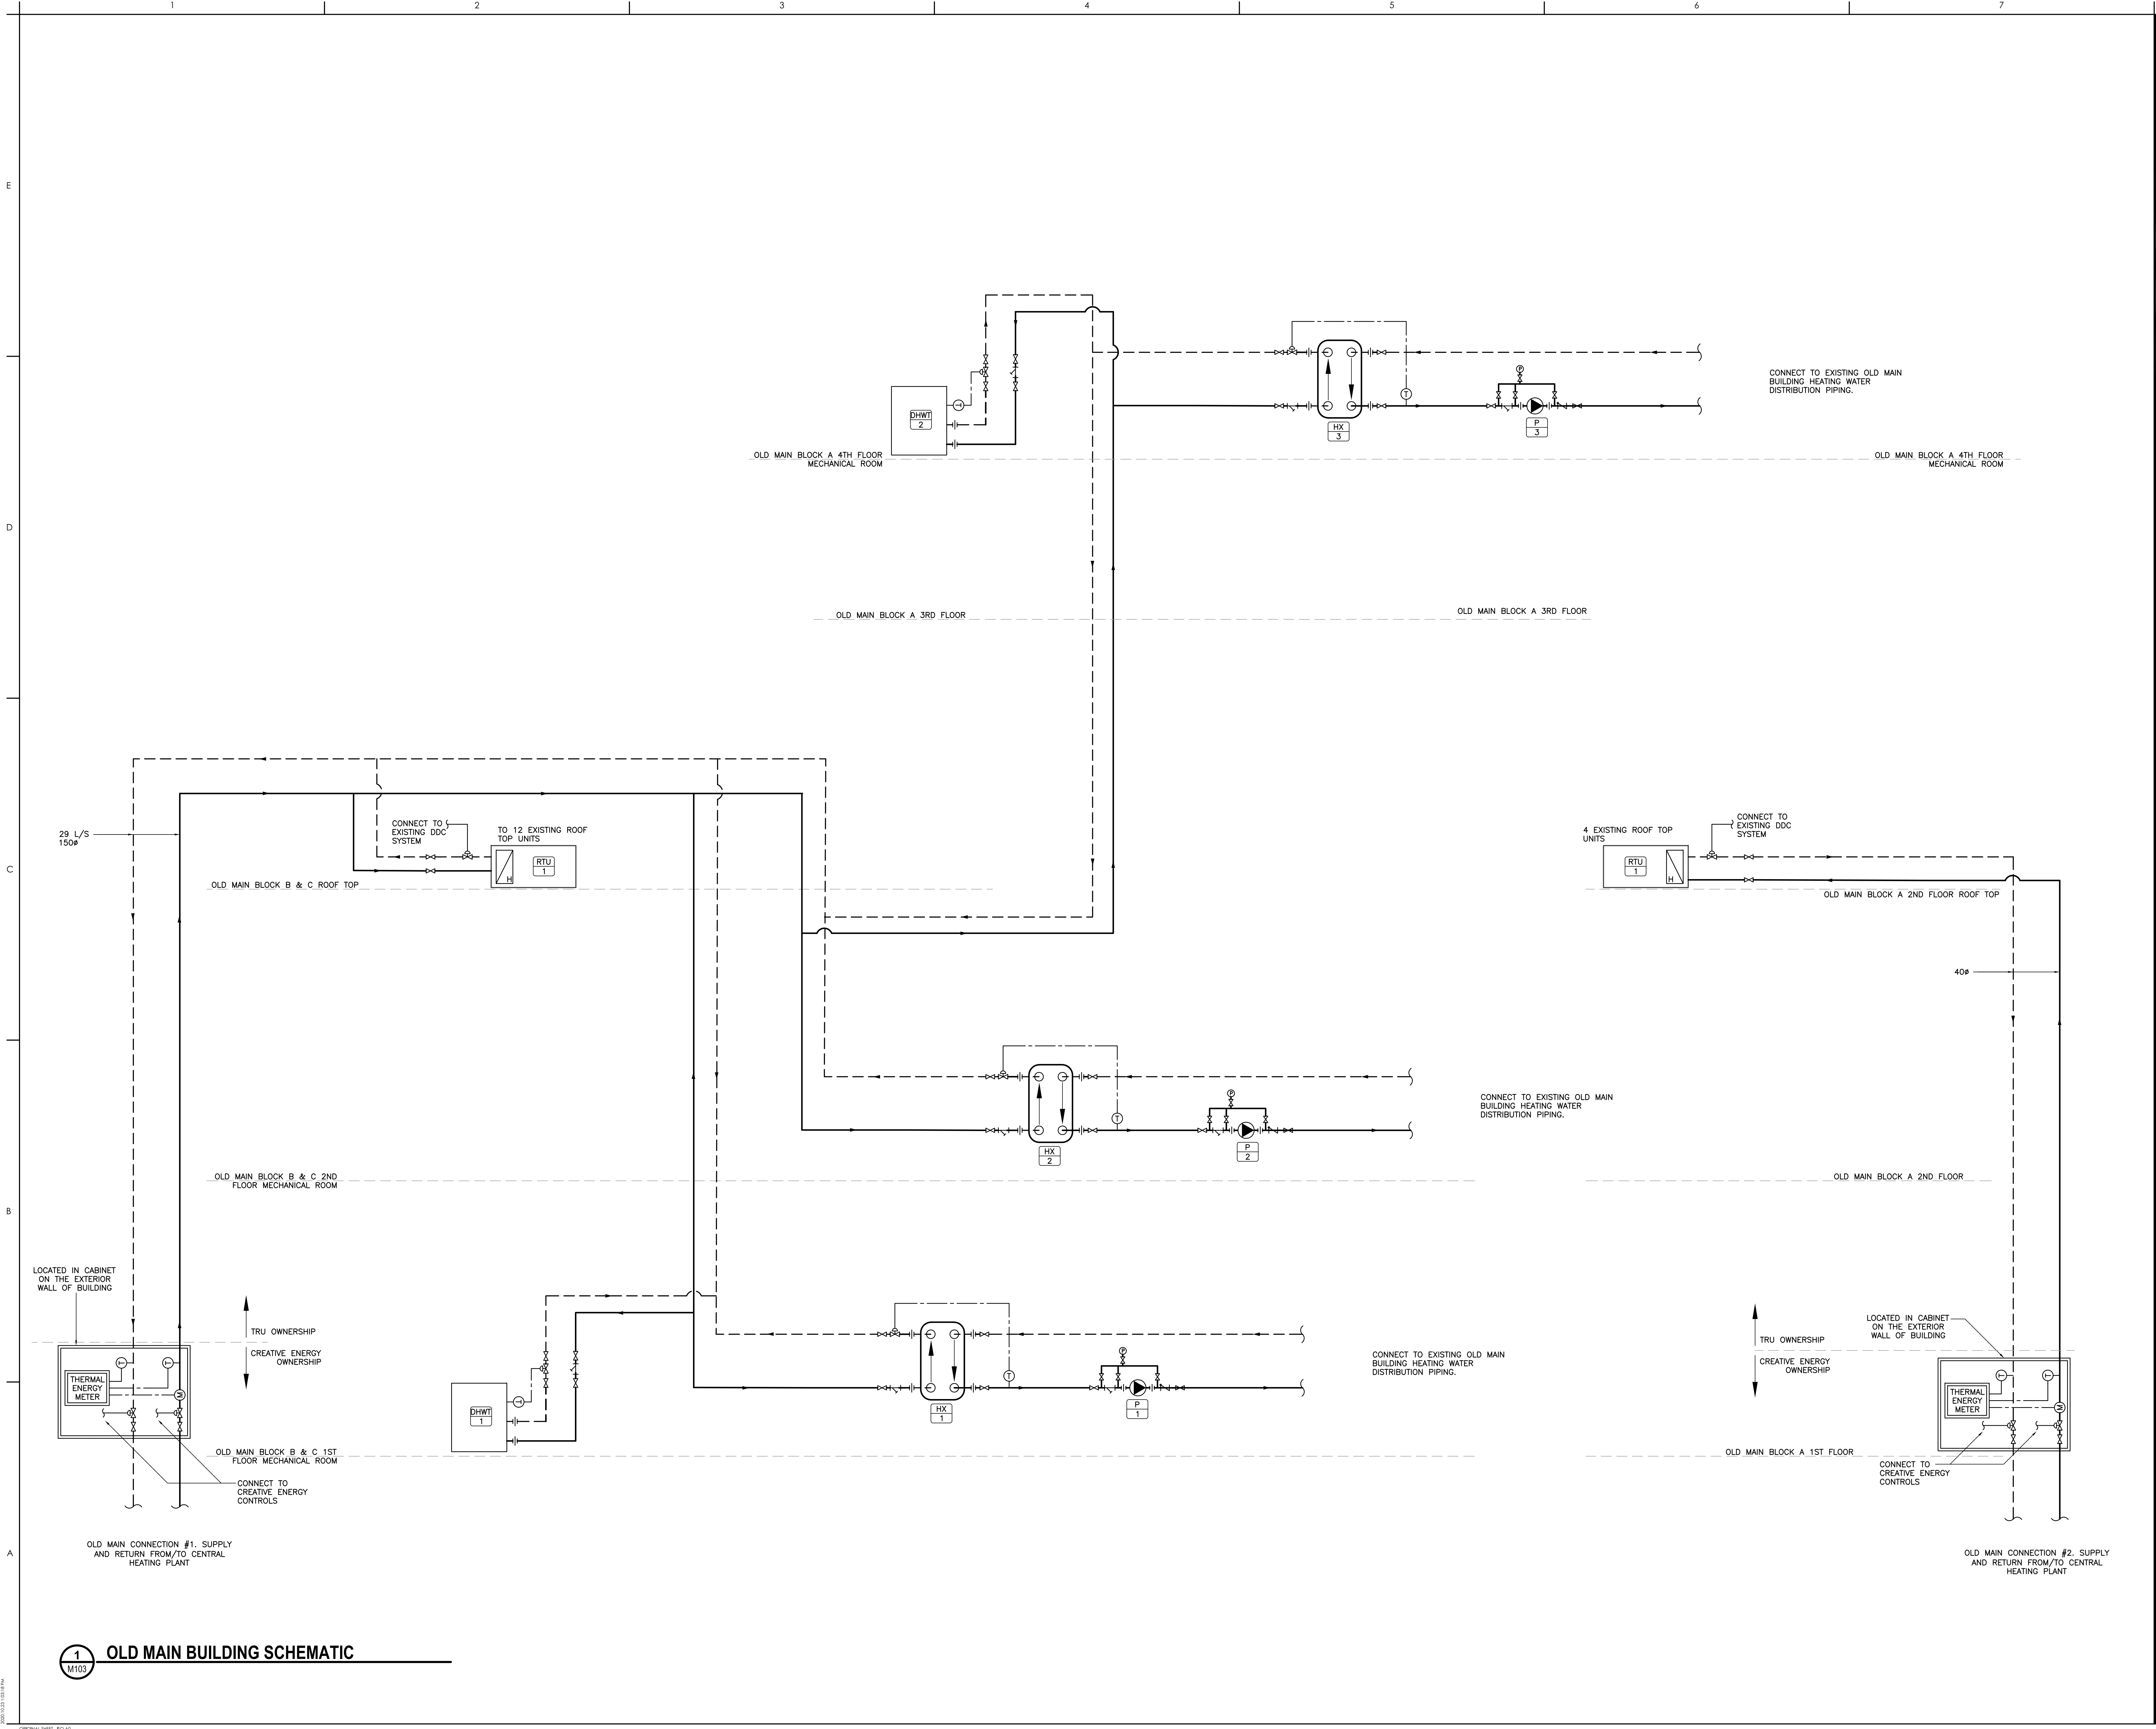 1 2 3 4 5 6 7
E
D
C
B
A
DHWT
2
HX
3
P
P
3
T
T
CONNECT TO EXISTING OLD MAIN
BUILDING HEATING WATER
DISTRIBUTION PIPING.
OLD MAIN BLOCK A 4TH FLOOR
MECHANICAL ROOM
OLD MAIN BLOCK A 4TH FLOOR
MECHANICAL ROOM
OLD MAIN BLOCK A 3RD FLOOR
OLD MAIN BLOCK A 3RD FLOOR
29 L/S
150ø
CONNECT TO
EXISTING DDC
SYSTEM
TO 12 EXISTING ROOF
TOP UNITS
RTU
1
H
OLD MAIN BLOCK B & C ROOF TOP
4 EXISTING ROOF TOP
UNITS
CONNECT TO
EXISTING DDC
SYSTEM
RTU
1
H
OLD MAIN BLOCK A 2ND FLOOR ROOF TOP
40ø
T
P
HX
2
P
2
CONNECT TO EXISTING OLD MAIN
BUILDING HEATING WATER
DISTRIBUTION PIPING.
OLD MAIN BLOCK B & C 2ND
FLOOR MECHANICAL ROOM
OLD MAIN BLOCK A 2ND FLOOR
LOCATED IN CABINET
ON THE EXTERIOR
WALL OF BUILDING
TRU OWNERSHIP
CREATIVE ENERGY
OWNERSHIP
T
T
THERMAL
ENERGY
METER
M
DHWT
1
T
HX
1
T
P
P
1
CONNECT TO EXISTING OLD MAIN
BUILDING HEATING WATER
DISTRIBUTION PIPING.
OLD MAIN BLOCK B & C 1ST
FLOOR MECHANICAL ROOM
CONNECT TO
CREATIVE ENERGY
CONTROLS
TRU OWNERSHIP
CREATIVE ENERGY
OWNERSHIP
LOCATED IN CABINET
ON THE EXTERIOR
WALL OF BUILDING
T
T
THERMAL
ENERGY
METER
M
OLD MAIN BLOCK A 1ST FLOOR
CONNECT TO
CREATIVE ENERGY
CONTROLS
OLD MAIN CONNECTION #1. SUPPLY
AND RETURN FROM/TO CENTRAL
HEATING PLANT
OLD MAIN CONNECTION #2. SUPPLY
AND RETURN FROM/TO CENTRAL
HEATING PLANT
1
M103
OLD MAIN BUILDING SCHEMATIC